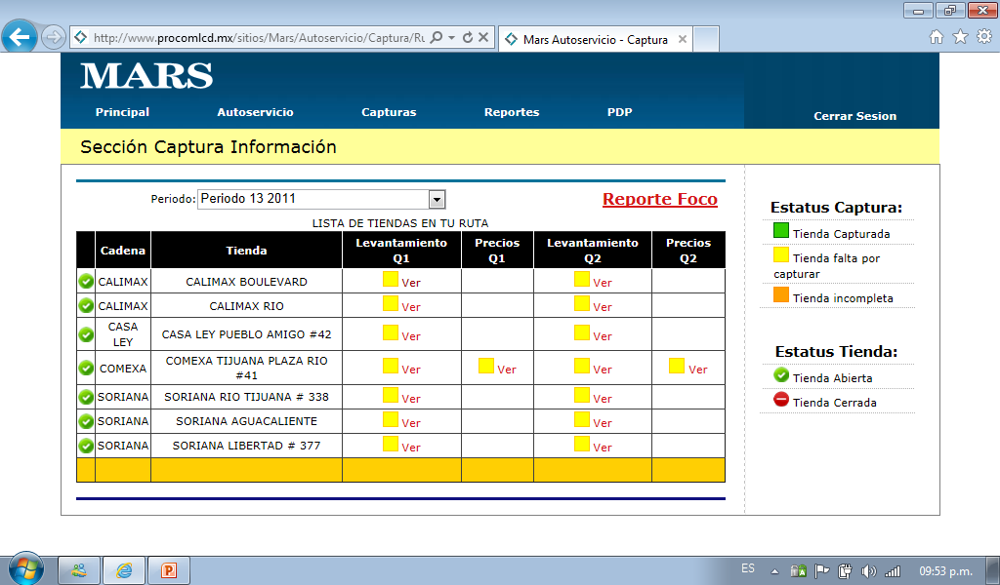 http://www.procomlcd.mx/sitios/Mars/Autoservicio/Captura/Ru
Mars Autoservicio - Captura
MARS
Principal Autoservicio Capturas Reportes PDP Cerrar Sesion
Sección Captura Información
Periodo: Periodo 13 2011 Reporte Foco
LISTA DE TIENDAS EN TU RUTA
Cadena Tienda Levantamiento Q1 Precios Q1 Levantamiento Q2 Precios Q2
CALIMAX CALIMAX BOULEVARD Ver Ver
CALIMAX CALIMAX RIO Ver Ver
CASA LEY CASA LEY PUEBLO AMIGO #42 Ver Ver
COMEXA COMEXA TIJUANA PLAZA RIO #41 Ver Ver Ver Ver
SORIANA SORIANA RIO TIJUANA # 338 Ver Ver
SORIANA SORIANA AGUACALIENTE Ver Ver
SORIANA SORIANA LIBERTAD # 377 Ver Ver
Estatus Captura:
Tienda Capturada
Tienda falta por
capturar
Tienda incompleta
Estatus Tienda:
Tienda Abierta
Tienda Cerrada
ES 09:53 p.m.